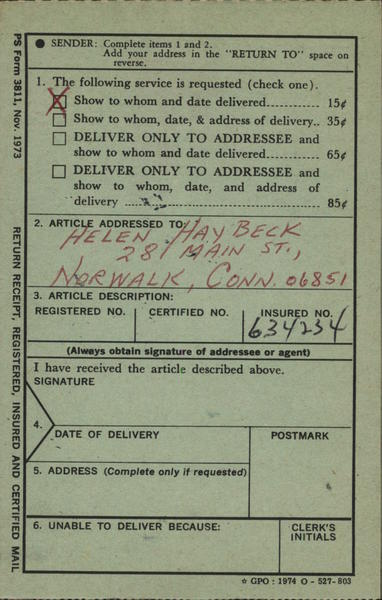 PS Form 3811, Nov. 1973
RETURN RECEIPT, REGISTERED, INSURED AND CERTIFIED MAIL
● SENDER: Complete items 1 and 2.
Add your address in the "RETURN TO" space on
reverse.
1. The following service is requested (check one).
Show to whom and date delivered........... 15¢
Show to whom, date, & address of delivery.. 35¢
DELIVER ONLY TO ADDRESSEE and
show to whom and date delivered............ 65¢
DELIVER ONLY TO ADDRESSEE and
show to whom, date, and address of
delivery ........................................ 85¢
2. ARTICLE ADDRESSED TO:
HELEN HAY BECK
281 MAIN ST.,
NORWALK, CONN. 06851
3. ARTICLE DESCRIPTION:
REGISTERED NO. CERTIFIED NO. INSURED NO.
634234
(Always obtain signature of addressee or agent)
I have received the article described above.
SIGNATURE
4.
DATE OF DELIVERY POSTMARK
5. ADDRESS (Complete only if requested)
6. UNABLE TO DELIVER BECAUSE: CLERK'S
INITIALS
☆ GPO : 1974 O - 527-803